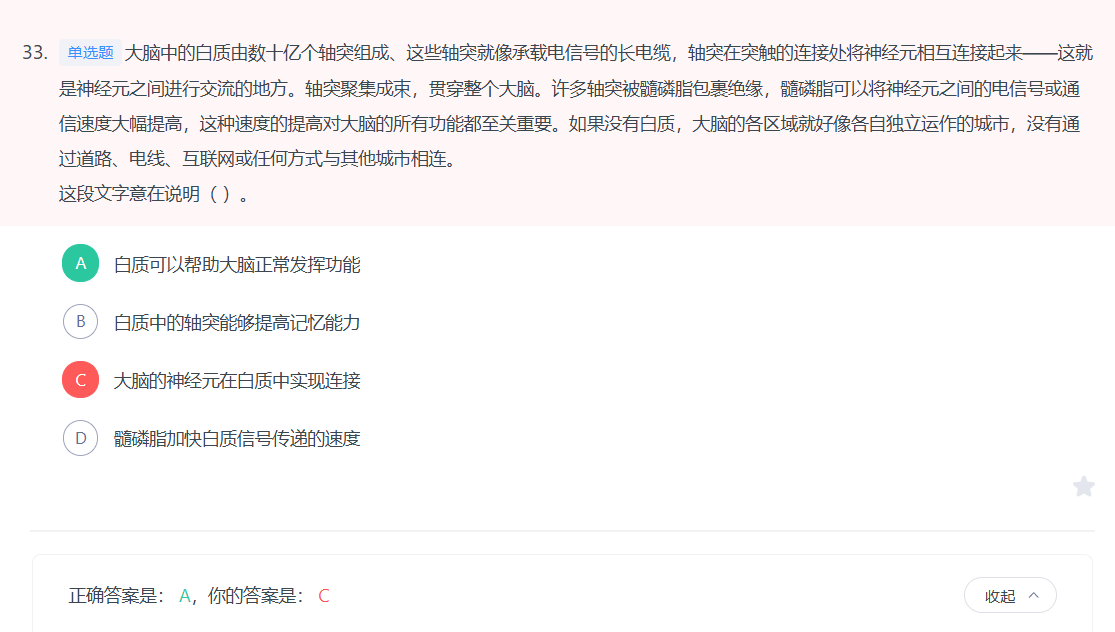 33. 单选题 大脑中的白质由数十亿个轴突组成、这些轴突就像承载电信号的长电缆，轴突在突触的连接处将神经元相互连接起来——这就
是神经元之间进行交流的地方。轴突聚集成束，贯穿整个大脑。许多轴突被髓磷脂包裹绝缘，髓磷脂可以将神经元之间的电信号或通
信速度大幅提高，这种速度的提高对大脑的所有功能都至关重要。如果没有白质，大脑的各区域就好像各自独立运作的城市，没有通
过道路、电线、互联网或任何方式与其他城市相连。
这段文字意在说明（ ）。
A 白质可以帮助大脑正常发挥功能
B 白质中的轴突能够提高记忆能力
C 大脑的神经元在白质中实现连接
D 髓磷脂加快白质信号传递的速度
正确答案是： A，你的答案是： C
收起